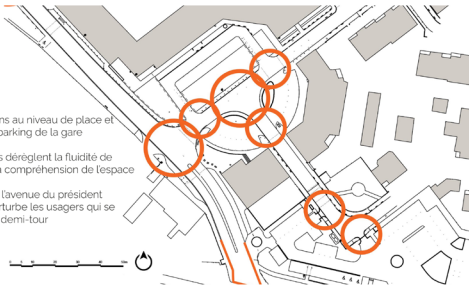 ns au niveau de place et
parking de la gare
s dérèglent la fluidité de
a compréhension de l'espace
l'avenue du président
rturbe les usagers qui se
demi-tour